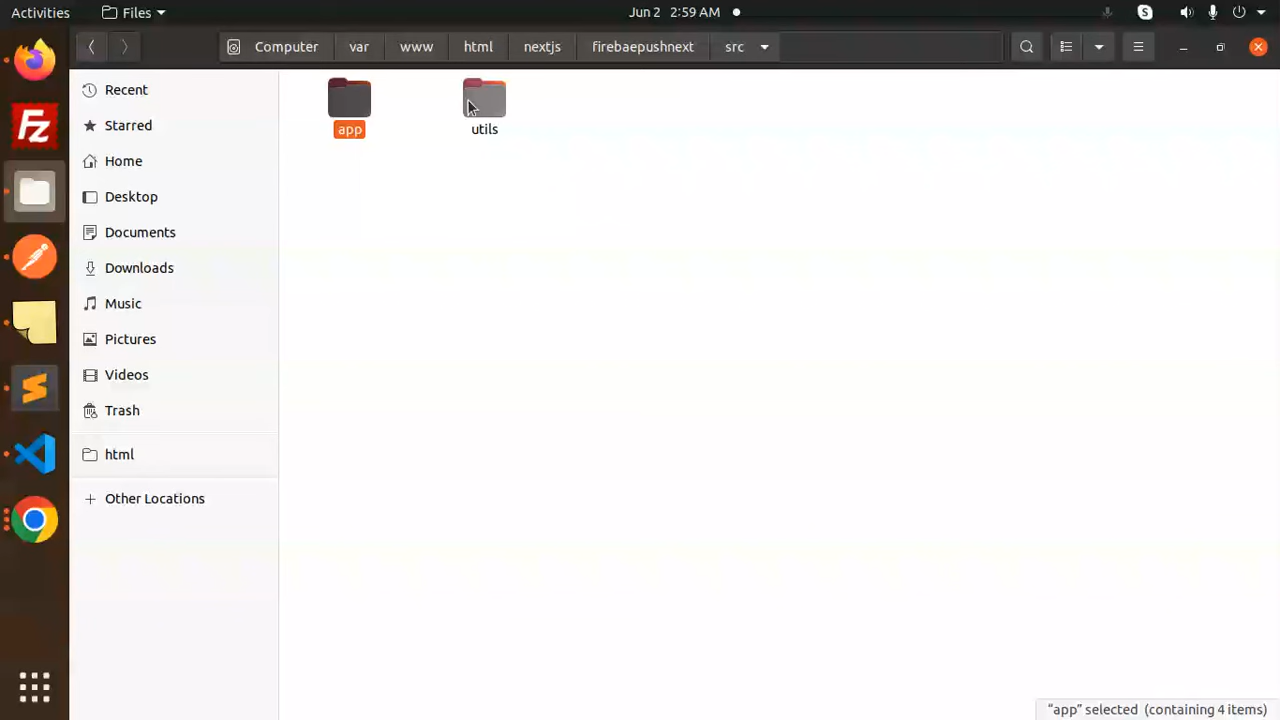 Activities Files Jun 2 2:59 AM
Computer var www html nextjs firebaepushnext src
Recent
Starred
Home
Desktop
Documents
Downloads
Music
Pictures
Videos
Trash
html
Other Locations
app utils
"app" selected (containing 4 items)